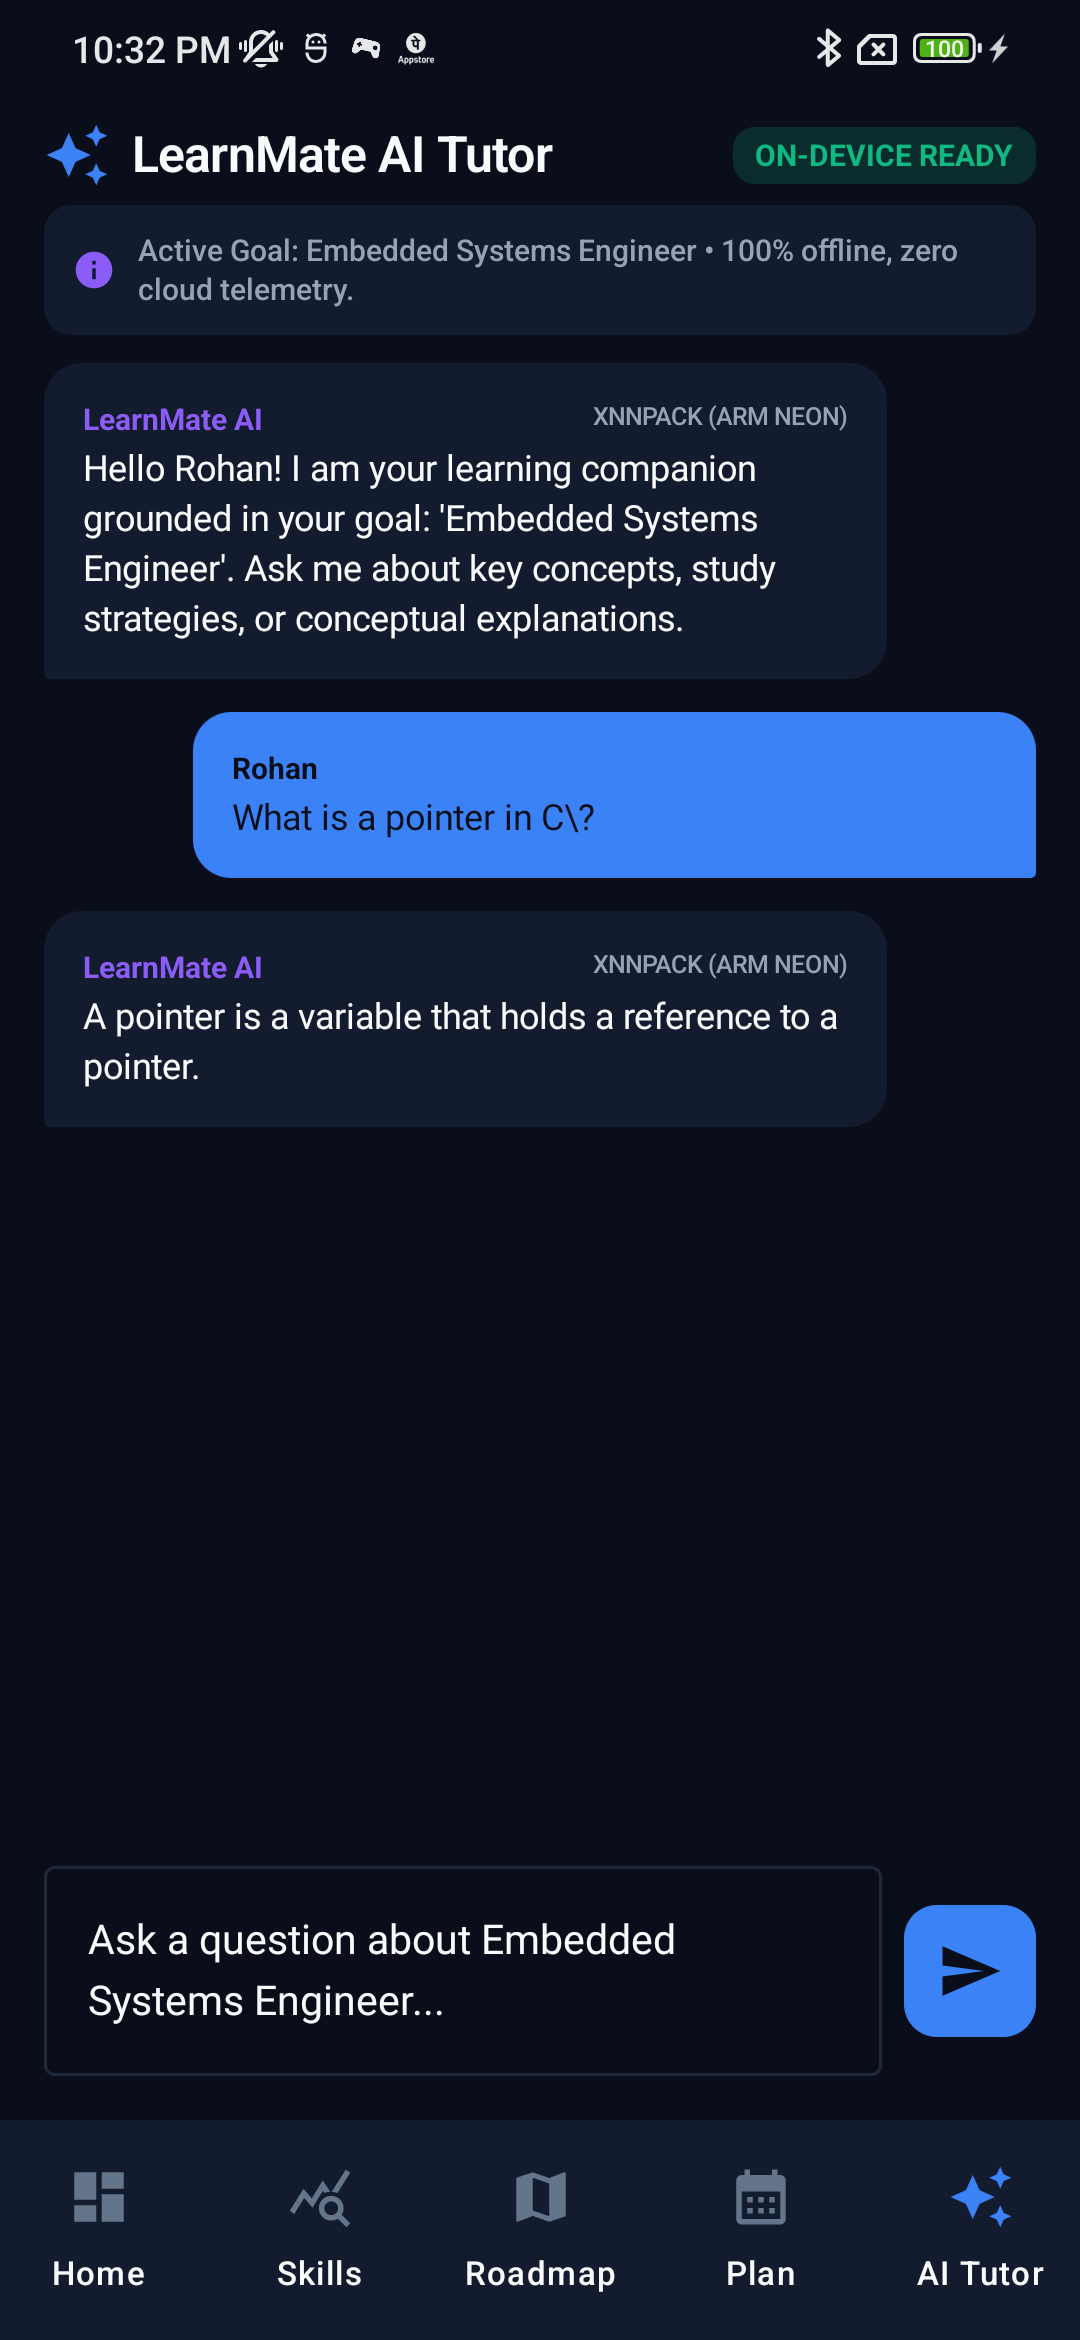 10:32 PM
पे
Appstore
100
LearnMate AI Tutor
ON-DEVICE READY
Active Goal: Embedded Systems Engineer • 100% offline, zero
cloud telemetry.
LearnMate AI
XNNPACK (ARM NEON)
Hello Rohan! I am your learning companion
grounded in your goal: 'Embedded Systems
Engineer'. Ask me about key concepts, study
strategies, or conceptual explanations.
Rohan
What is a pointer in C\?
LearnMate AI
XNNPACK (ARM NEON)
A pointer is a variable that holds a reference to a
pointer.
Ask a question about Embedded
Systems Engineer...
Home
Skills
Roadmap
Plan
AI Tutor